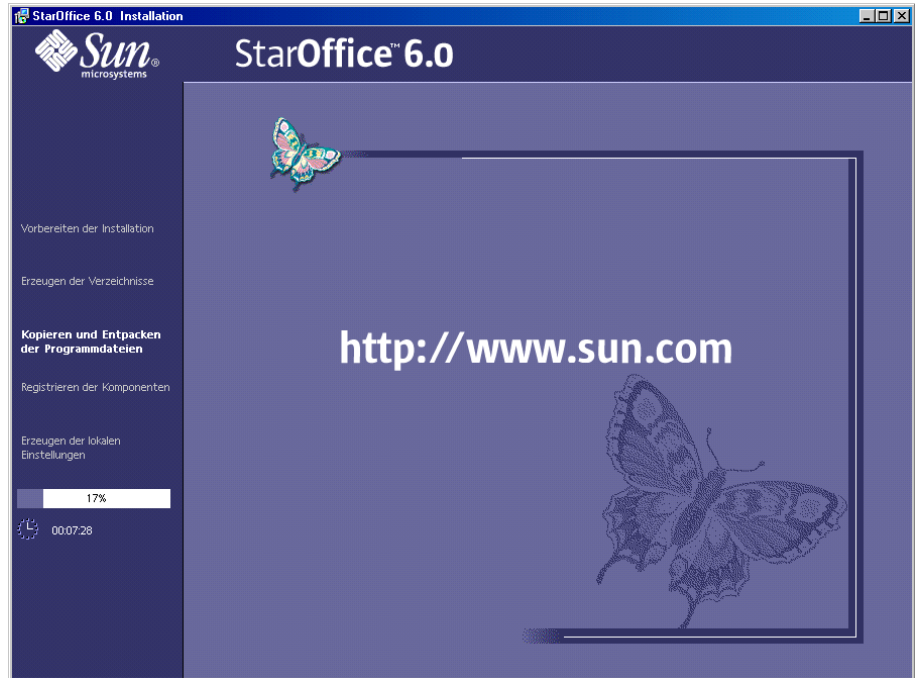 StarOffice 6.0 Installation
Sun®
microsystems
StarOffice™ 6.0
Vorbereiten der Installation
Erzeugen der Verzeichnisse
Kopieren und Entpacken
der Programmdateien
Registrieren der Komponenten
Erzeugen der lokalen
Einstellungen
17%
00:07:28
http://www.sun.com